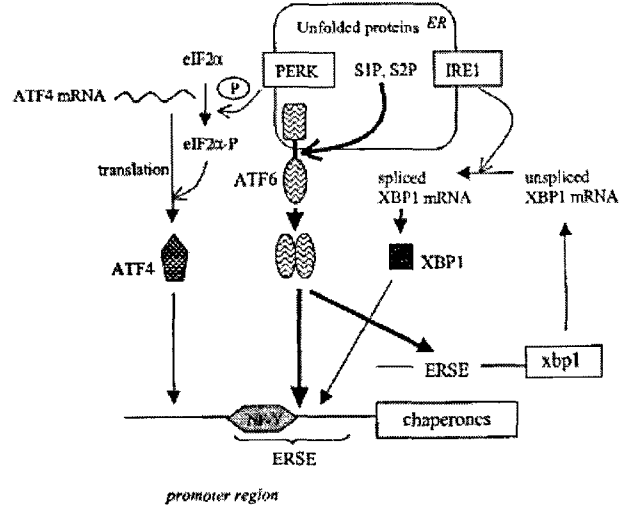 Unfolded proteins ER
eIF2α
PERK
S1P, S2P
IRE1
P
ATF4 mRNA
eIF2α-P
translation
ATF6
spliced
XBP1 mRNA
unspliced
XBP1 mRNA
ATF4
XBP1
ERSE
xbp1
NF-Y
chaperones
ERSE
promoter region